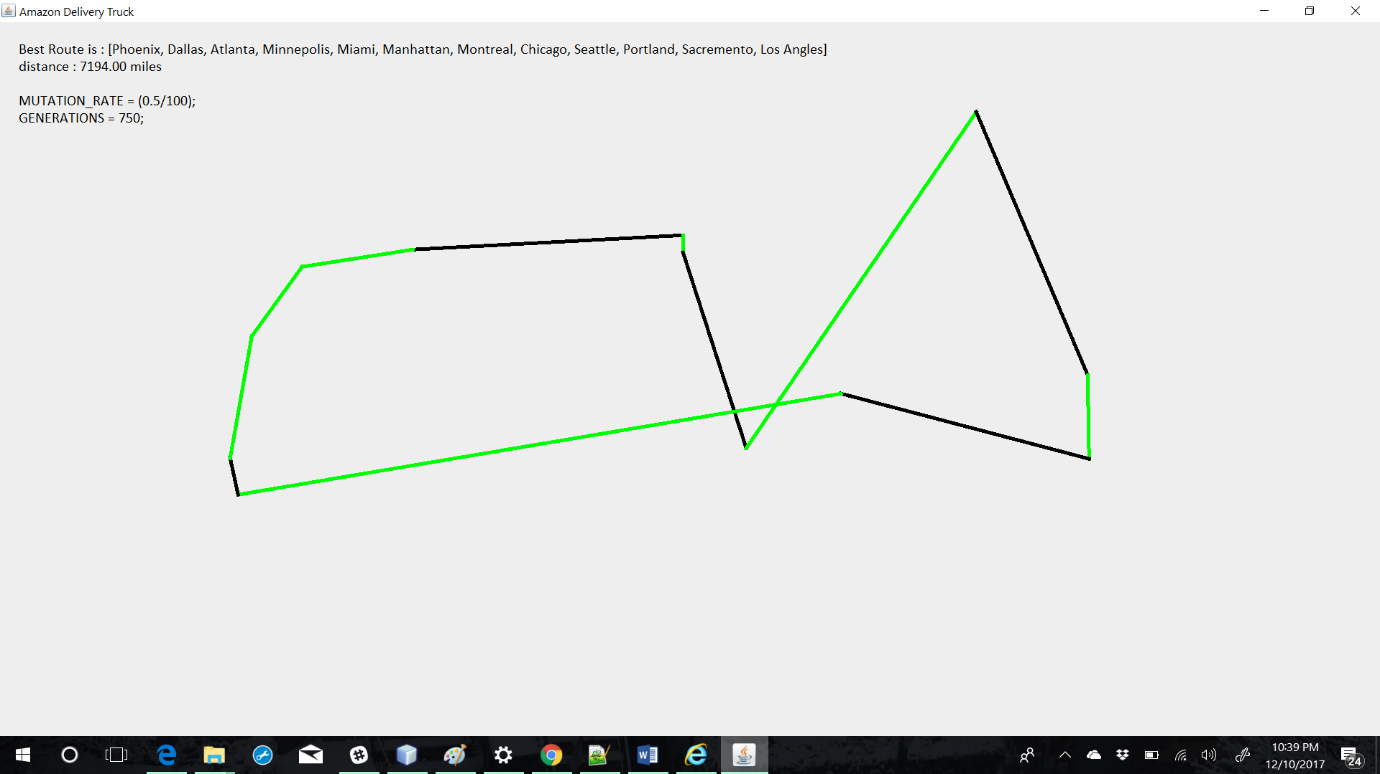 Amazon Delivery Truck
Best Route is : [Phoenix, Dallas, Atlanta, Minnepolis, Miami, Manhattan, Montreal, Chicago, Seattle, Portland, Sacremento, Los Angles]
distance : 7194.00 miles
MUTATION_RATE = (0.5/100);
GENERATIONS = 750;
10:39 PM
12/10/2017
24